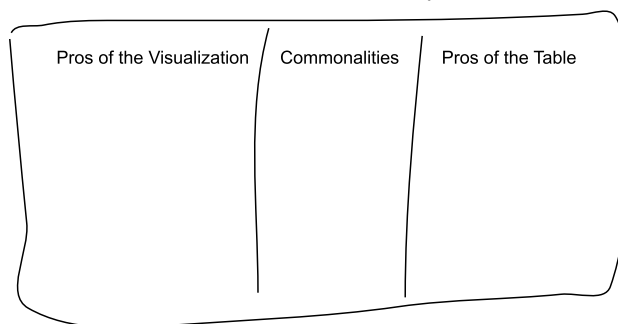 Pros of the Visualization Commonalities Pros of the Table